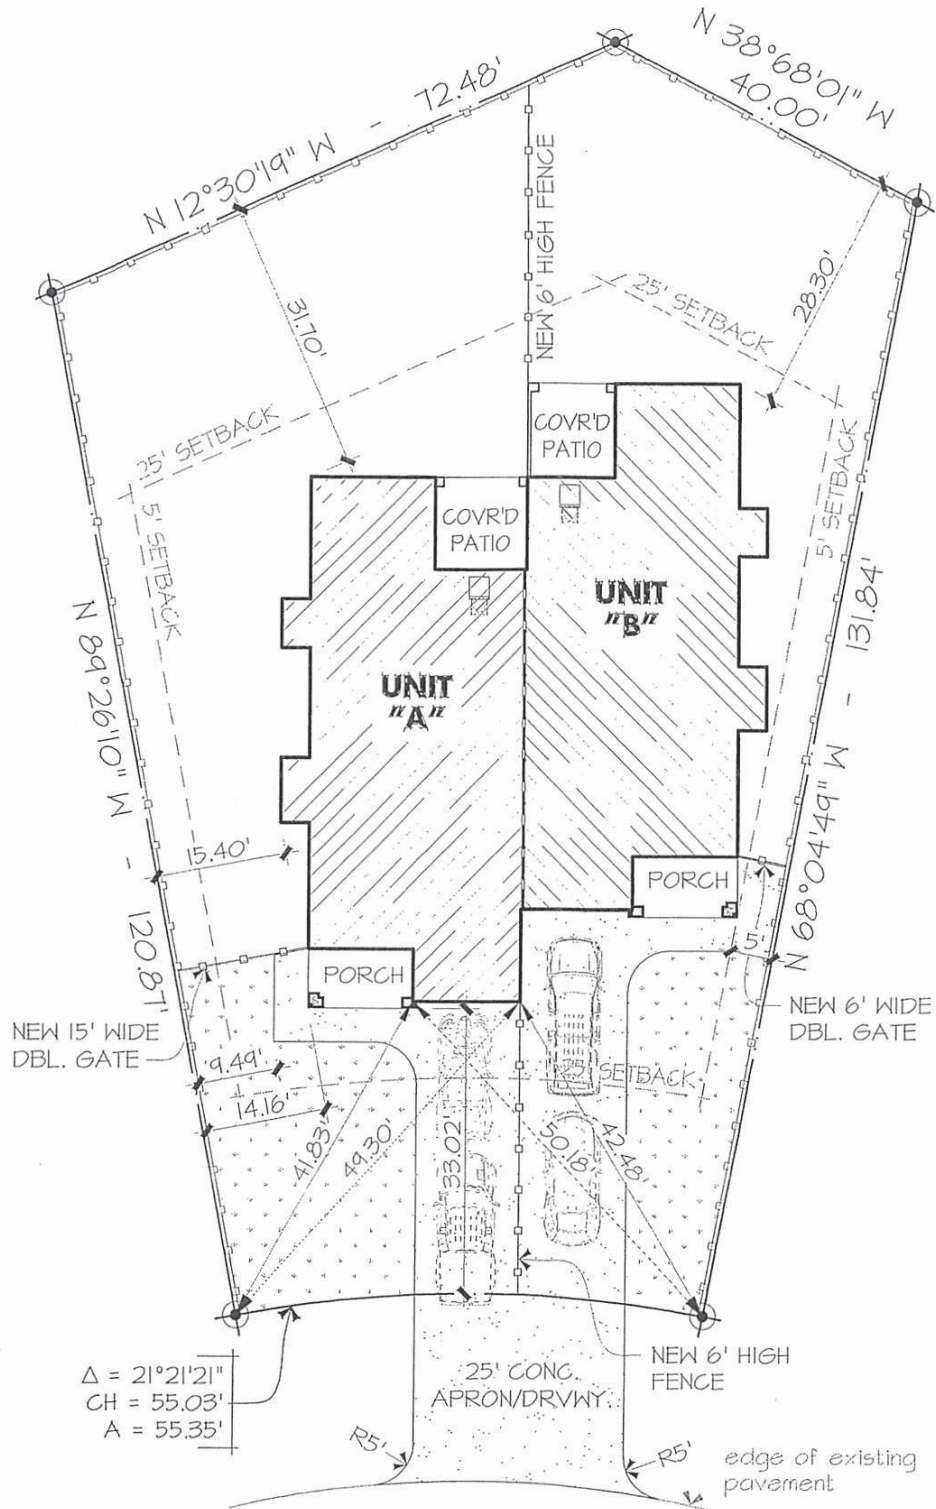 N 38°68'01" W
40.00'
N 12°30'19" W - 72.48'
NEW 6' HIGH FENCE
28.30'
31.70'
25' SETBACK
25' SETBACK
COVR'D
PATIO
COVR'D
PATIO
5' SETBACK
5' SETBACK
UNIT
"B"
UNIT
"A"
N 89°26'10" W - 120.87'
N 68°04'49" W - 131.84'
15.40'
PORCH
PORCH
5'
NEW 15' WIDE
DBL. GATE
NEW 6' WIDE
DBL. GATE
9.49'
14.16'
25' SETBACK
41.83'
49.30'
33.02'
50.18'
42.48'
NEW 6' HIGH
FENCE
Δ = 21°21'21"
CH = 55.03'
A = 55.35'
25' CONC.
APRON/DRVWY.
R5'
R5'
edge of existing
pavement